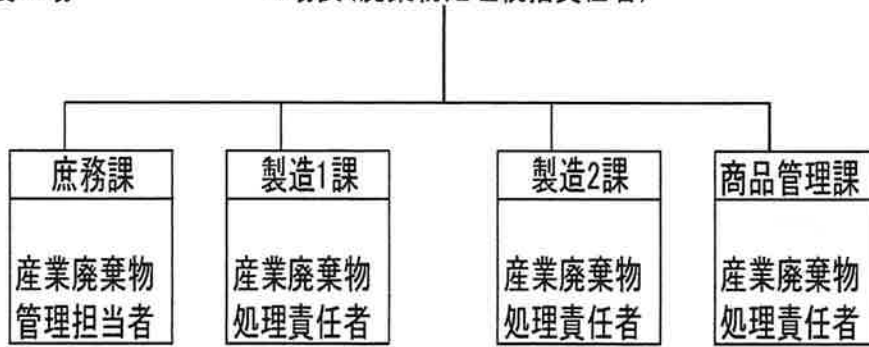 庶務課
産業廃棄物
管理担当者
製造1課
産業廃棄物
処理責任者
製造2課
産業廃棄物
処理責任者
商品管理課
産業廃棄物
処理責任者